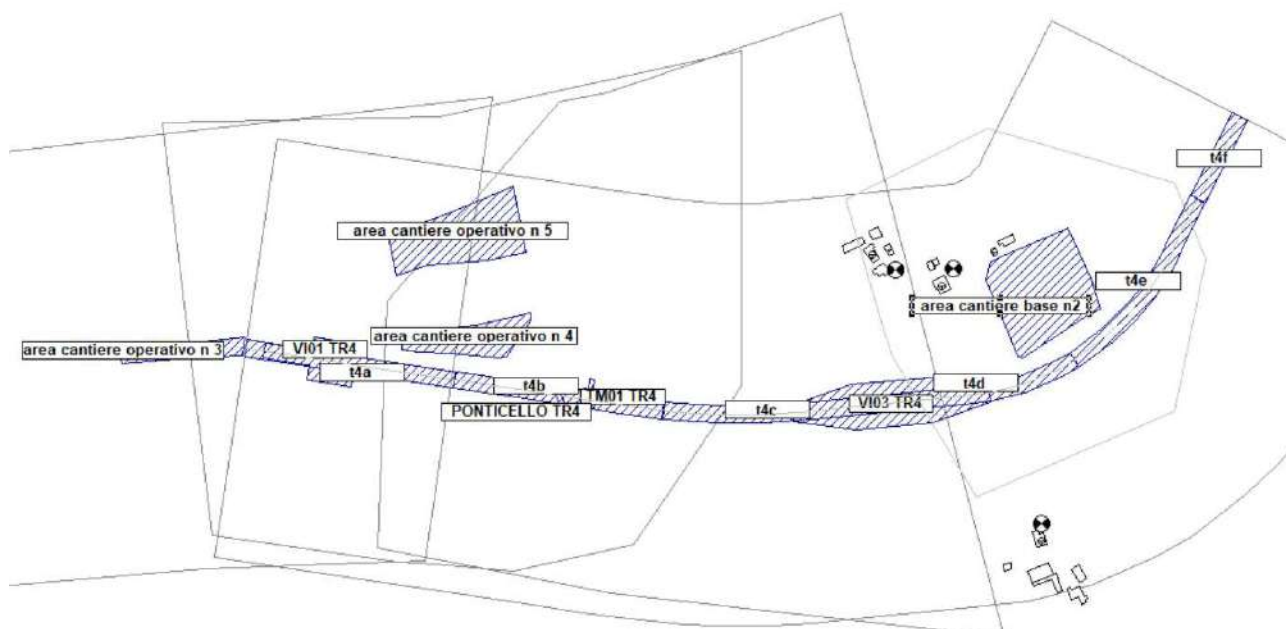 t4f
area cantiere operativo n 5
t4e
area cantiere base n2
area cantiere operativo n 4
area cantiere operativo n 3
VI01 TR4
t4a
t4b
t4d
TM01 TR4
VI03 TR4
PONTICELLO TR4
t4c